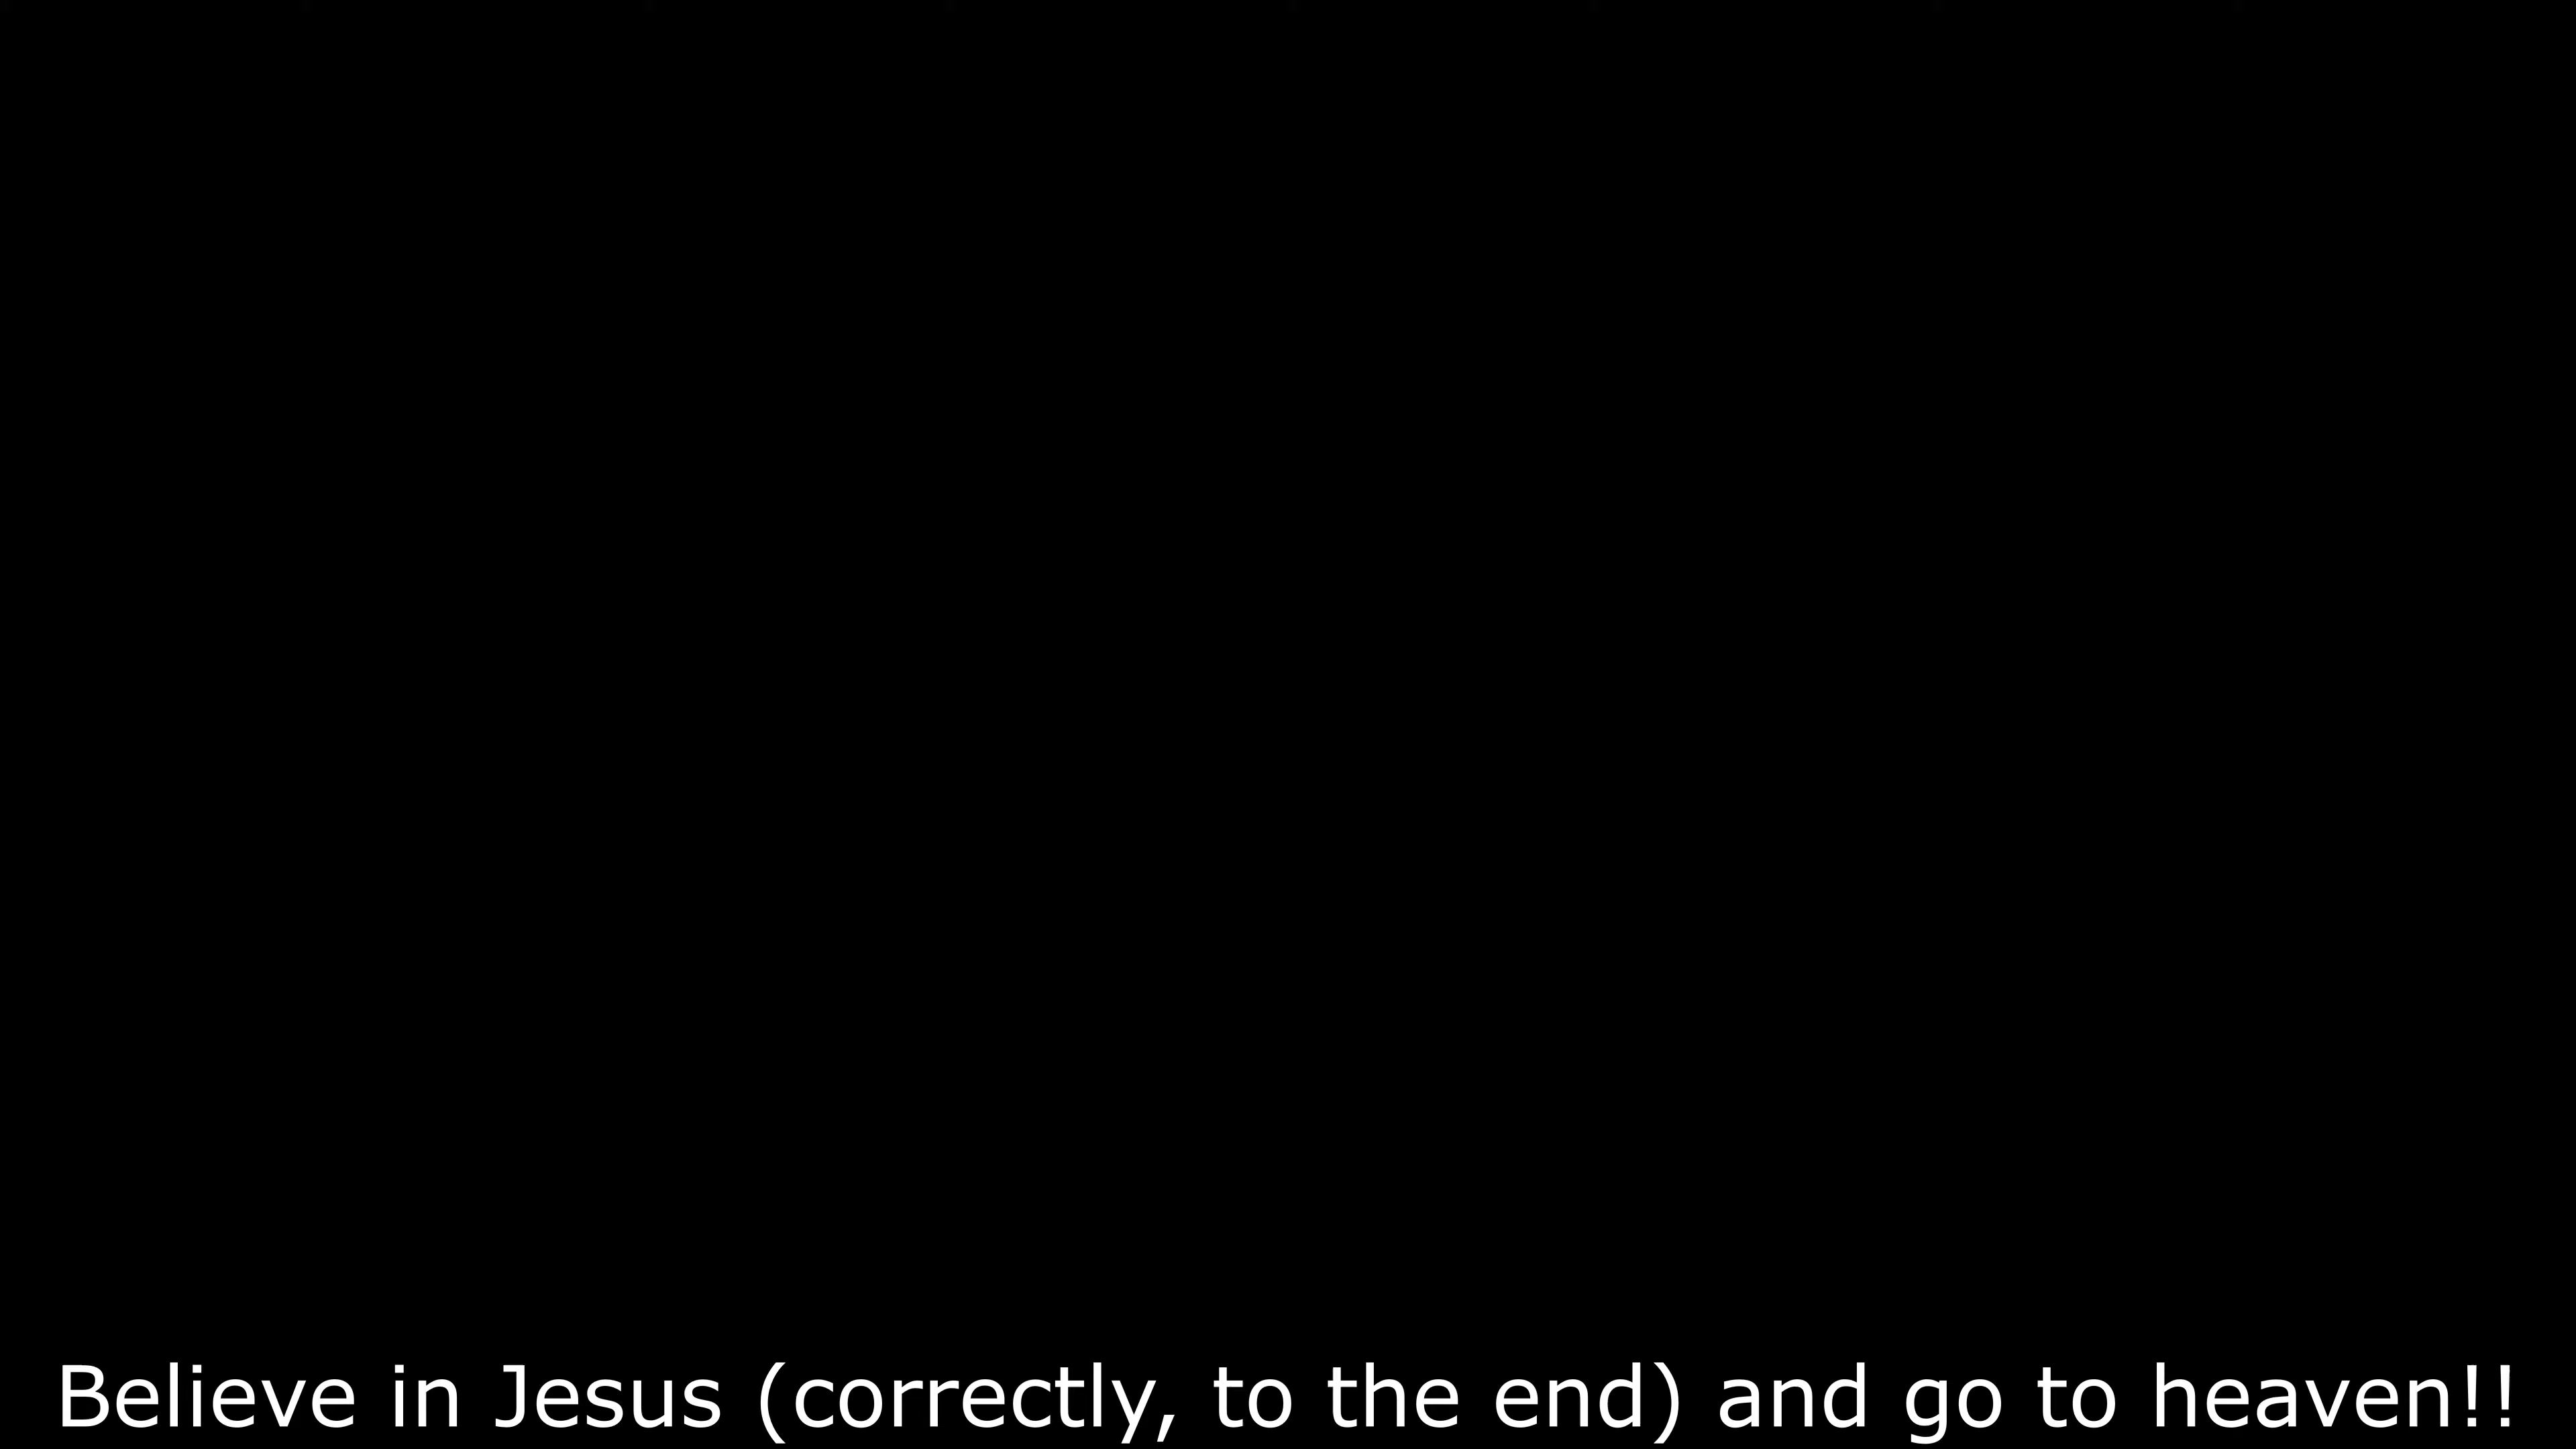 Believe in Jesus (correctly, to the end) and go to heaven!!